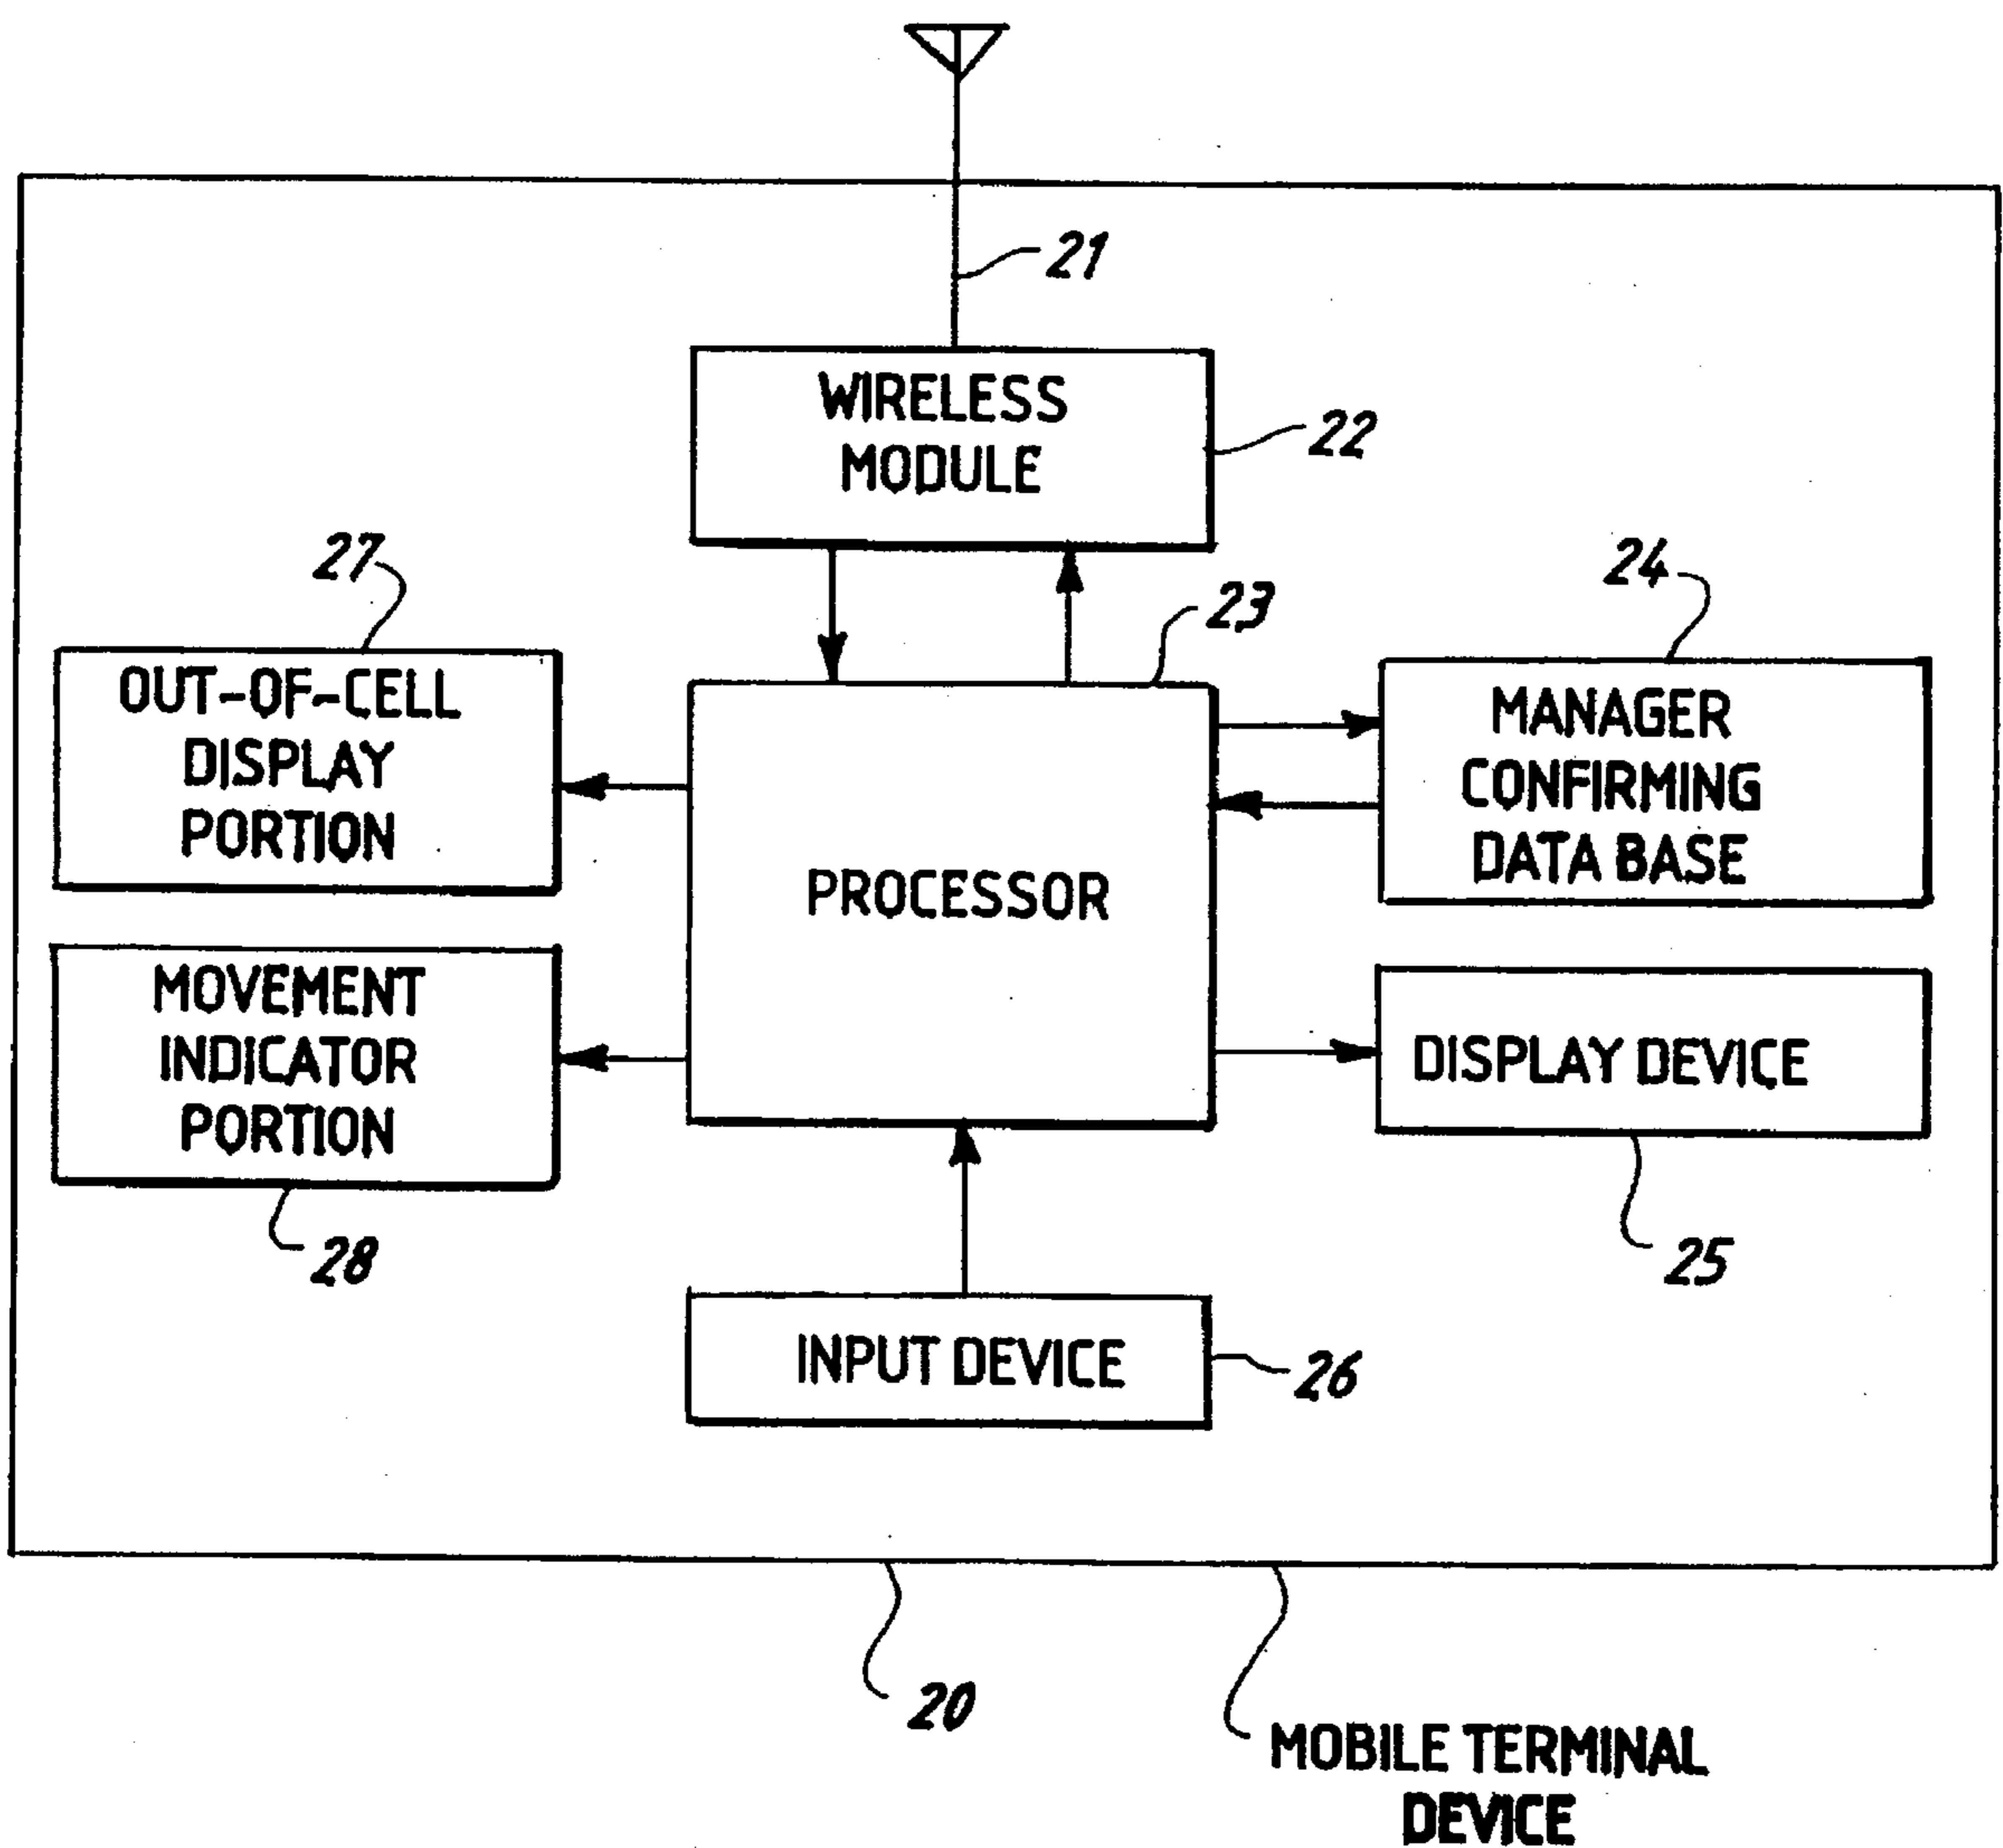 21
WIRELESS
MODULE
22
27
23
24
OUT-OF-CELL
DISPLAY
PORTION
MANAGER
CONFIRMING
DATA BASE
PROCESSOR
MOVEMENT
INDICATOR
PORTION
DISPLAY DEVICE
28
25
INPUT DEVICE
26
20
MOBILE TERMINAL
DEVICE